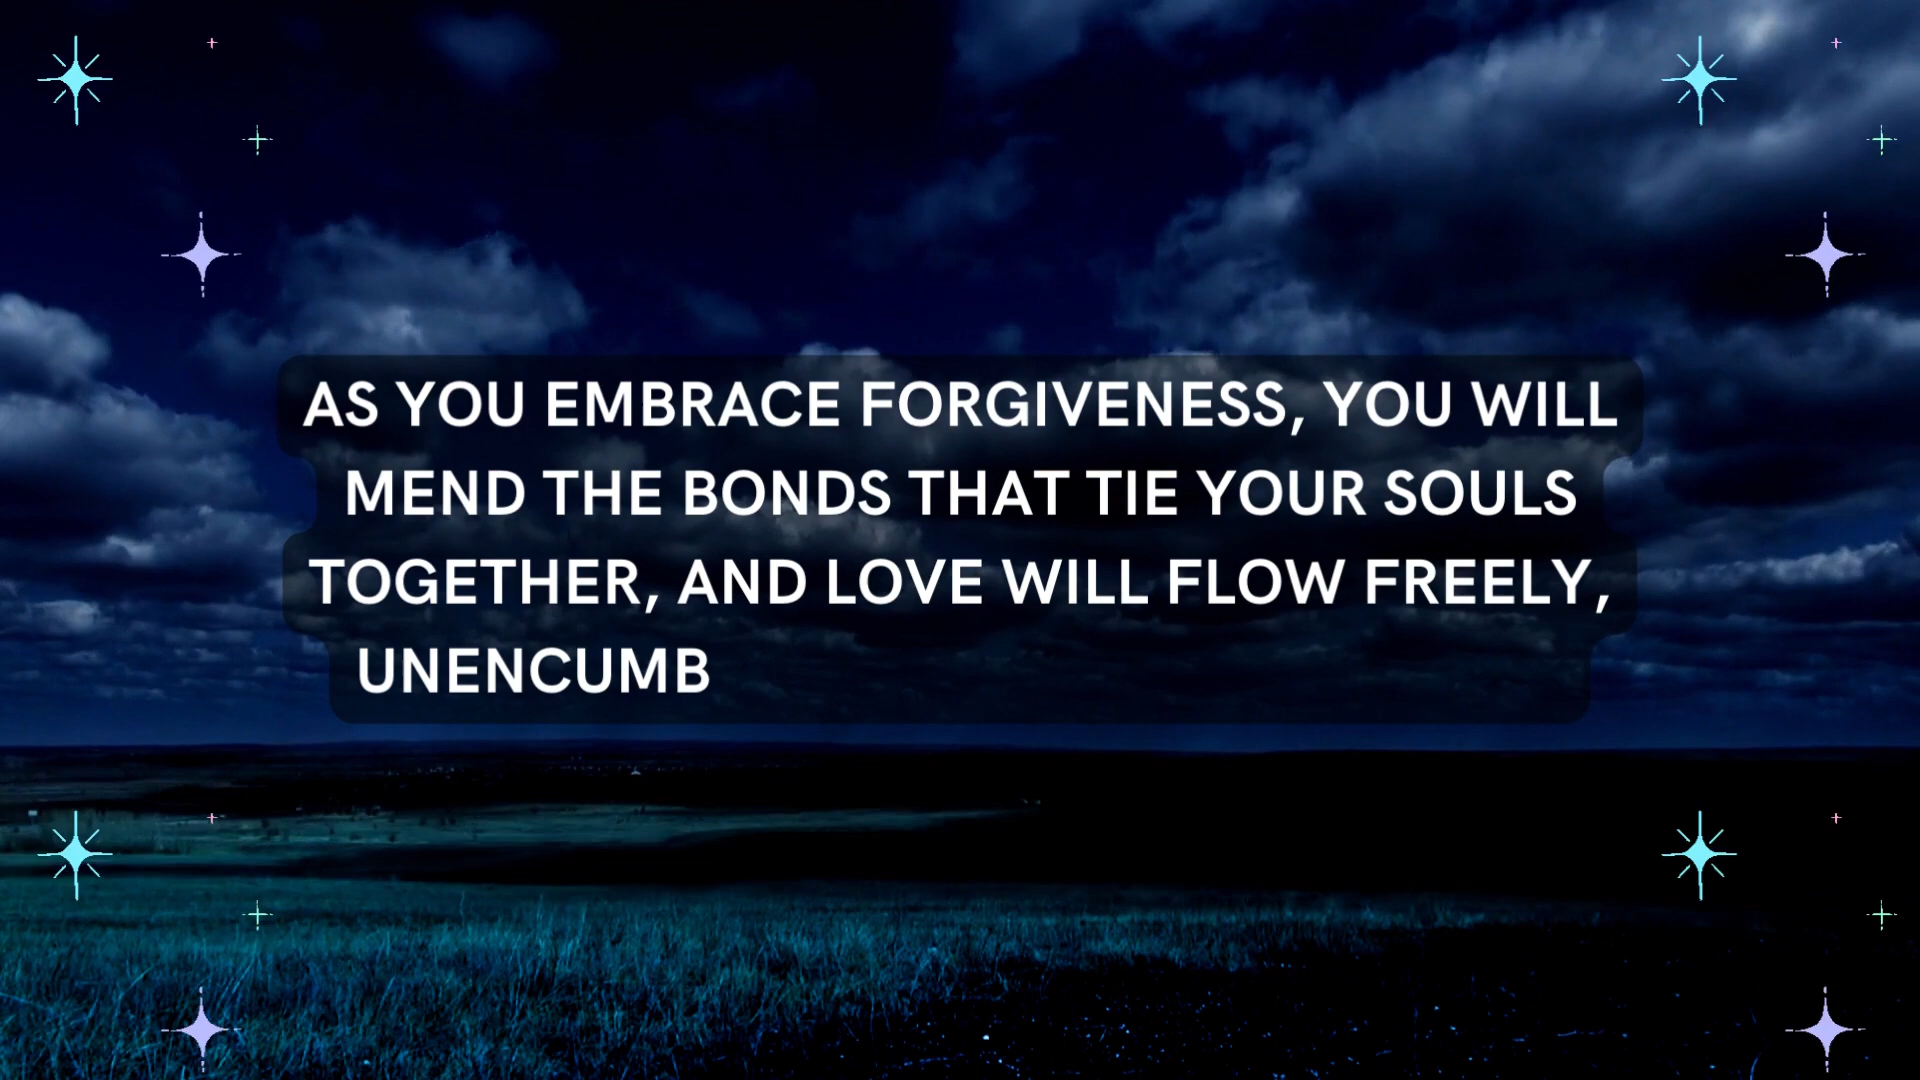 AS YOU EMBRACE FORGIVENESS, YOU WILL
MEND THE BONDS THAT TIE YOUR SOULS
TOGETHER, AND LOVE WILL FLOW FREELY,
UNENCUMB